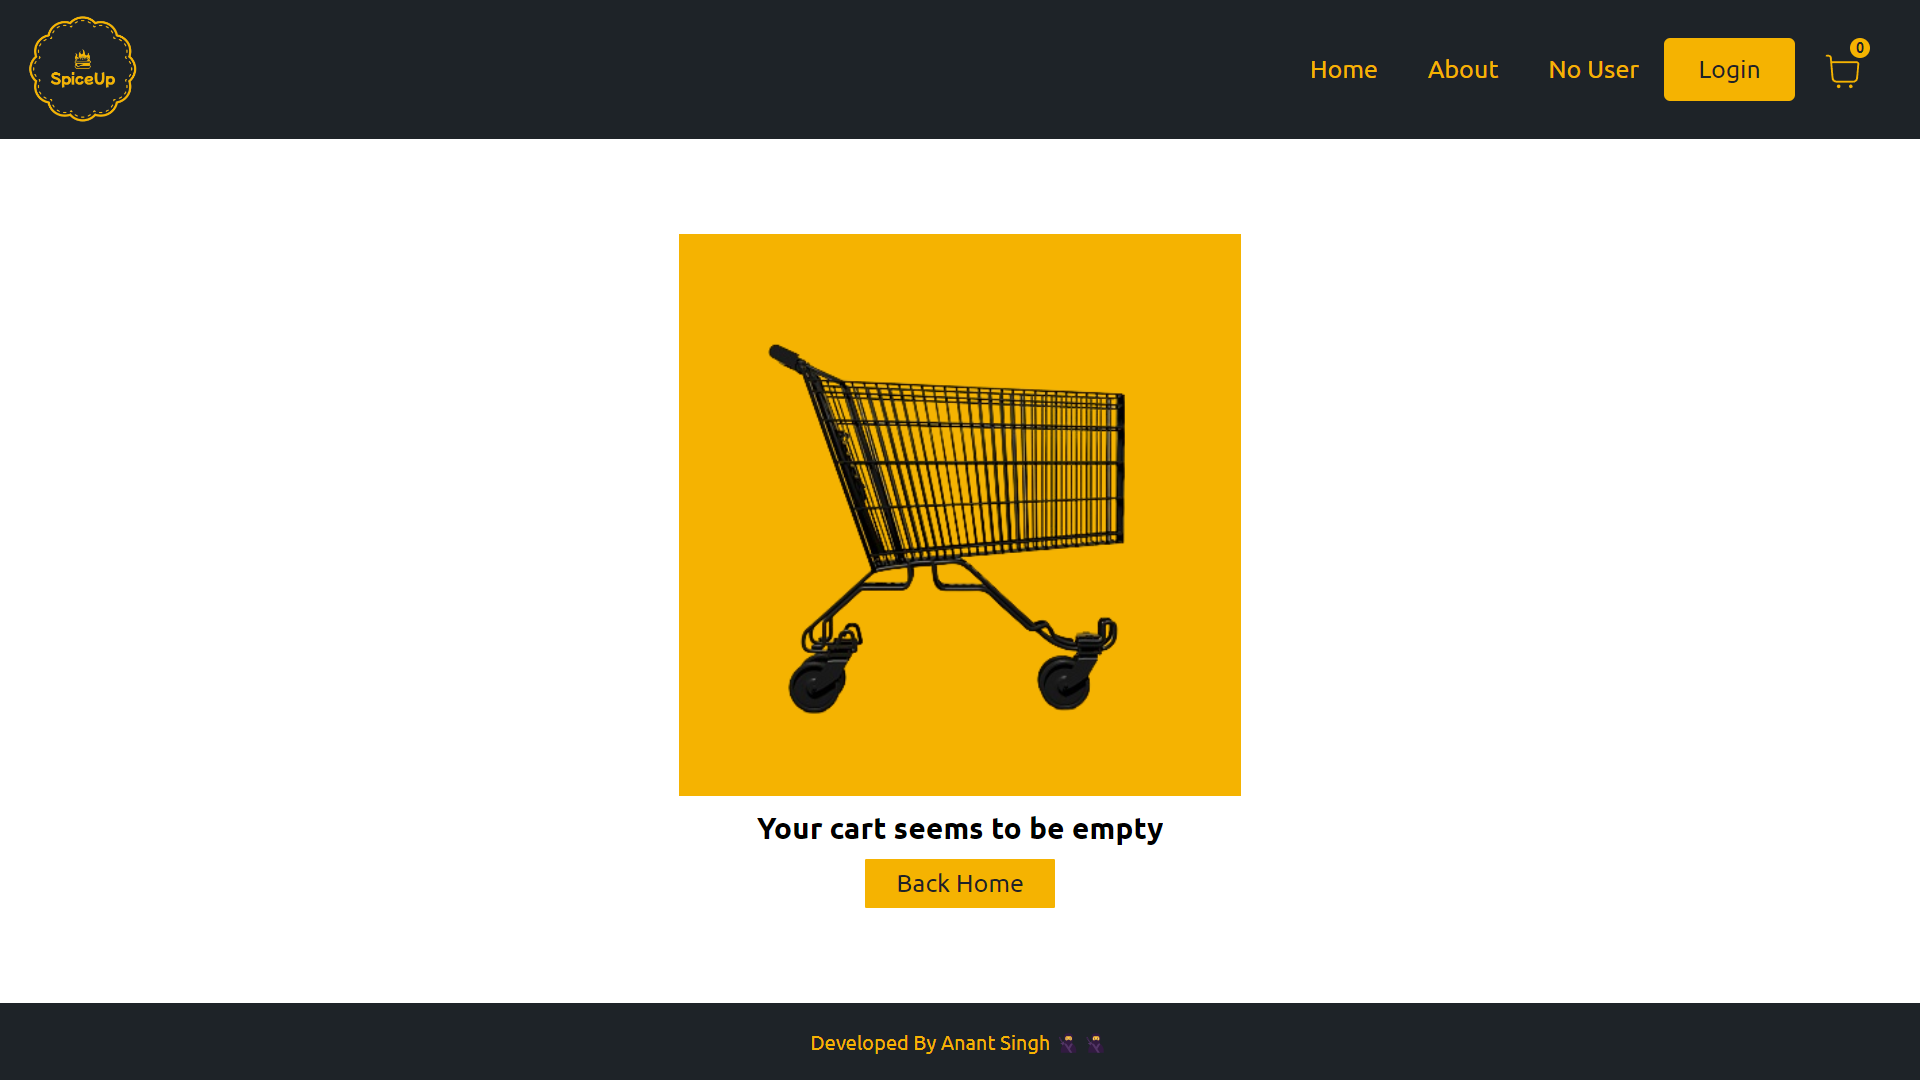 SpiceUp
Home
About
No User
Login
0
Your cart seems to be empty
Back Home
Developed By Anant Singh